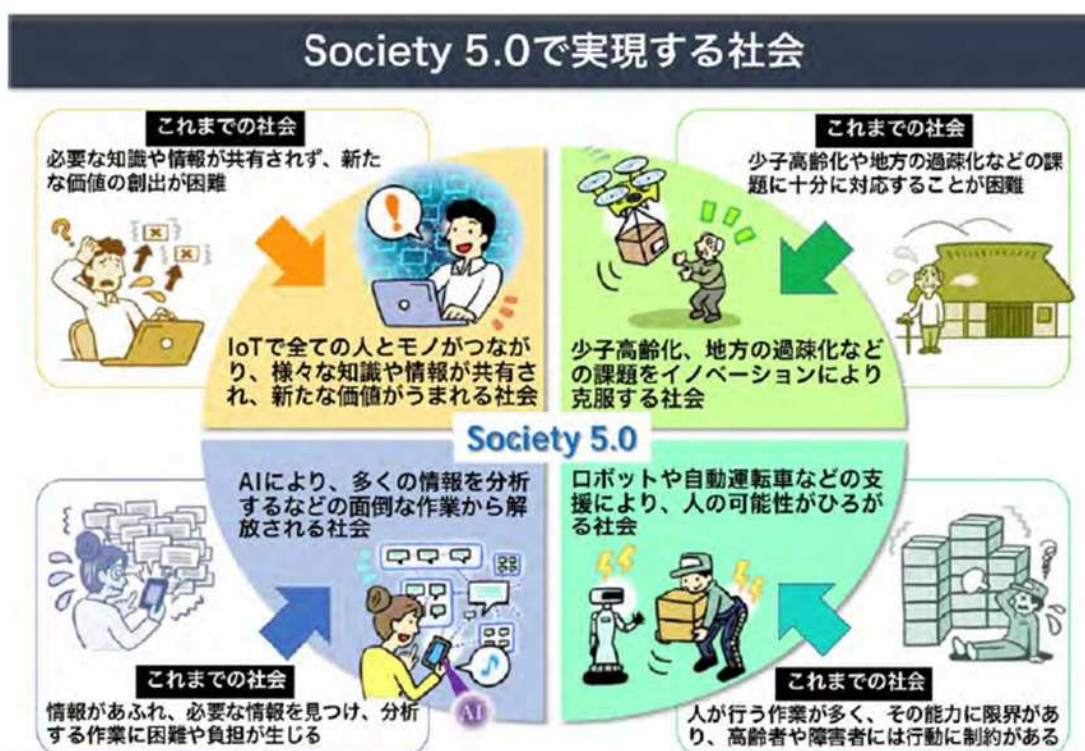 Society 5.0で実現する社会
これまでの社会
必要な知識や情報が共有されず、新た
な価値の創出が困難
これまでの社会
少子高齢化や地方の過疎化などの課
題に十分に対応することが困難
IoTで全ての人とモノがつなが
り、様々な知識や情報が共有さ
れ、新たな価値がうまれる社会
少子高齢化、地方の過疎化など
の課題をイノベーションにより
克服する社会
Society 5.0
AIにより、多くの情報を分析
するなどの面倒な作業から解
放される社会
ロボットや自動運転車などの支
援により、人の可能性がひろが
る社会
AI
これまでの社会
情報があふれ、必要な情報を見つけ、分析
する作業に困難や負担が生じる
これまでの社会
人が行う作業が多く、その能力に限界があ
り、高齢者や障害者には行動に制約がある